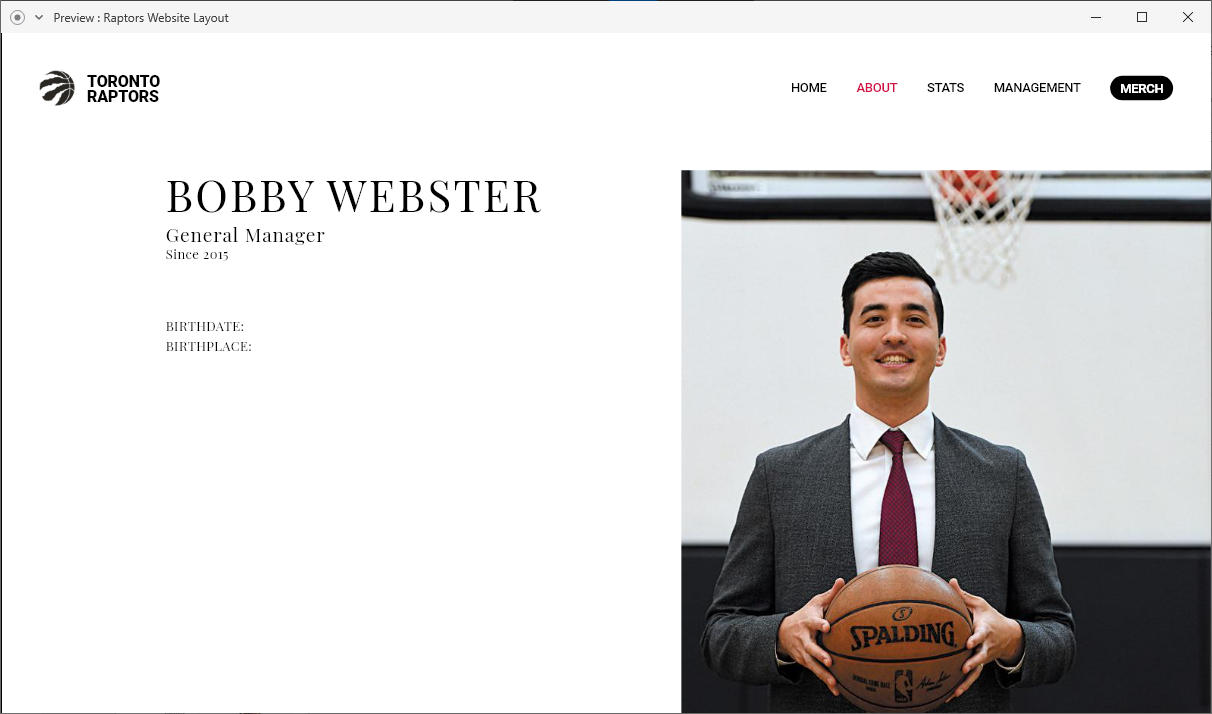 Preview : Raptors Website Layout
TORONTO
RAPTORS
HOME ABOUT STATS MANAGEMENT MERCH
BOBBY WEBSTER
General Manager
Since 2015
BIRTHDATE:
BIRTHPLACE:
SPALDING